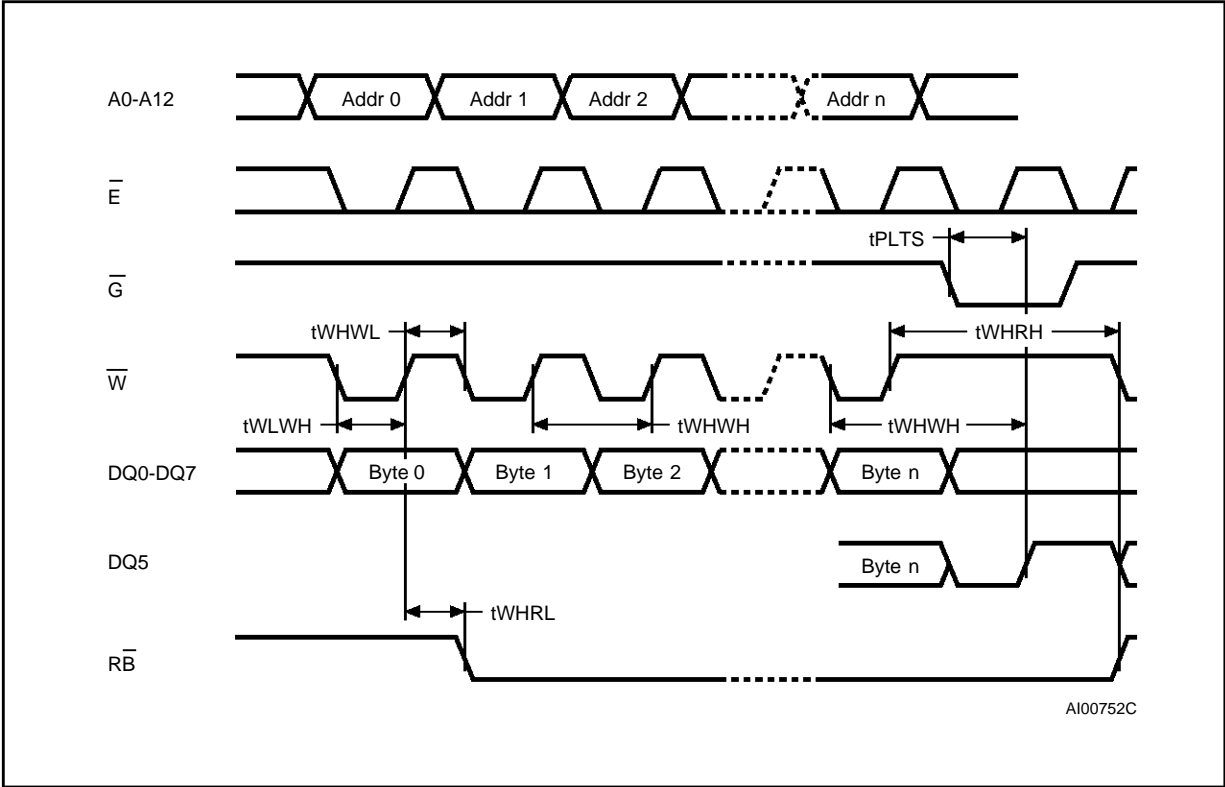 A0-A12
Addr 0 Addr 1 Addr 2 Addr n
E̅
tPLTS
G̅
tWHWL tWHRH
W̅
tWLWH tWHWH tWHWH
DQ0-DQ7 Byte 0 Byte 1 Byte 2 Byte n
DQ5 Byte n
tWHRL
RB̅
AI00752C